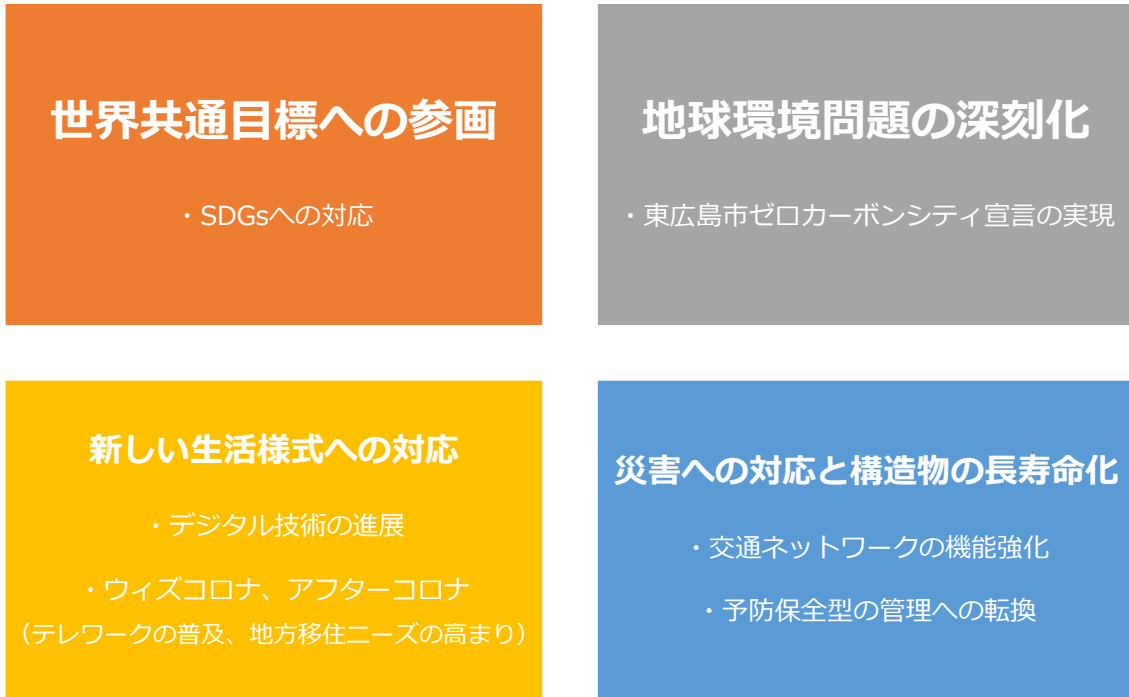 世界共通目標への参画
・SDGsへの対応
地球環境問題の深刻化
・東広島市ゼロカーボンシティ宣言の実現
新しい生活様式への対応
・デジタル技術の進展
・ウィズコロナ、アフターコロナ
（テレワークの普及、地方移住ニーズの高まり）
災害への対応と構造物の長寿命化
・交通ネットワークの機能強化
・予防保全型の管理への転換